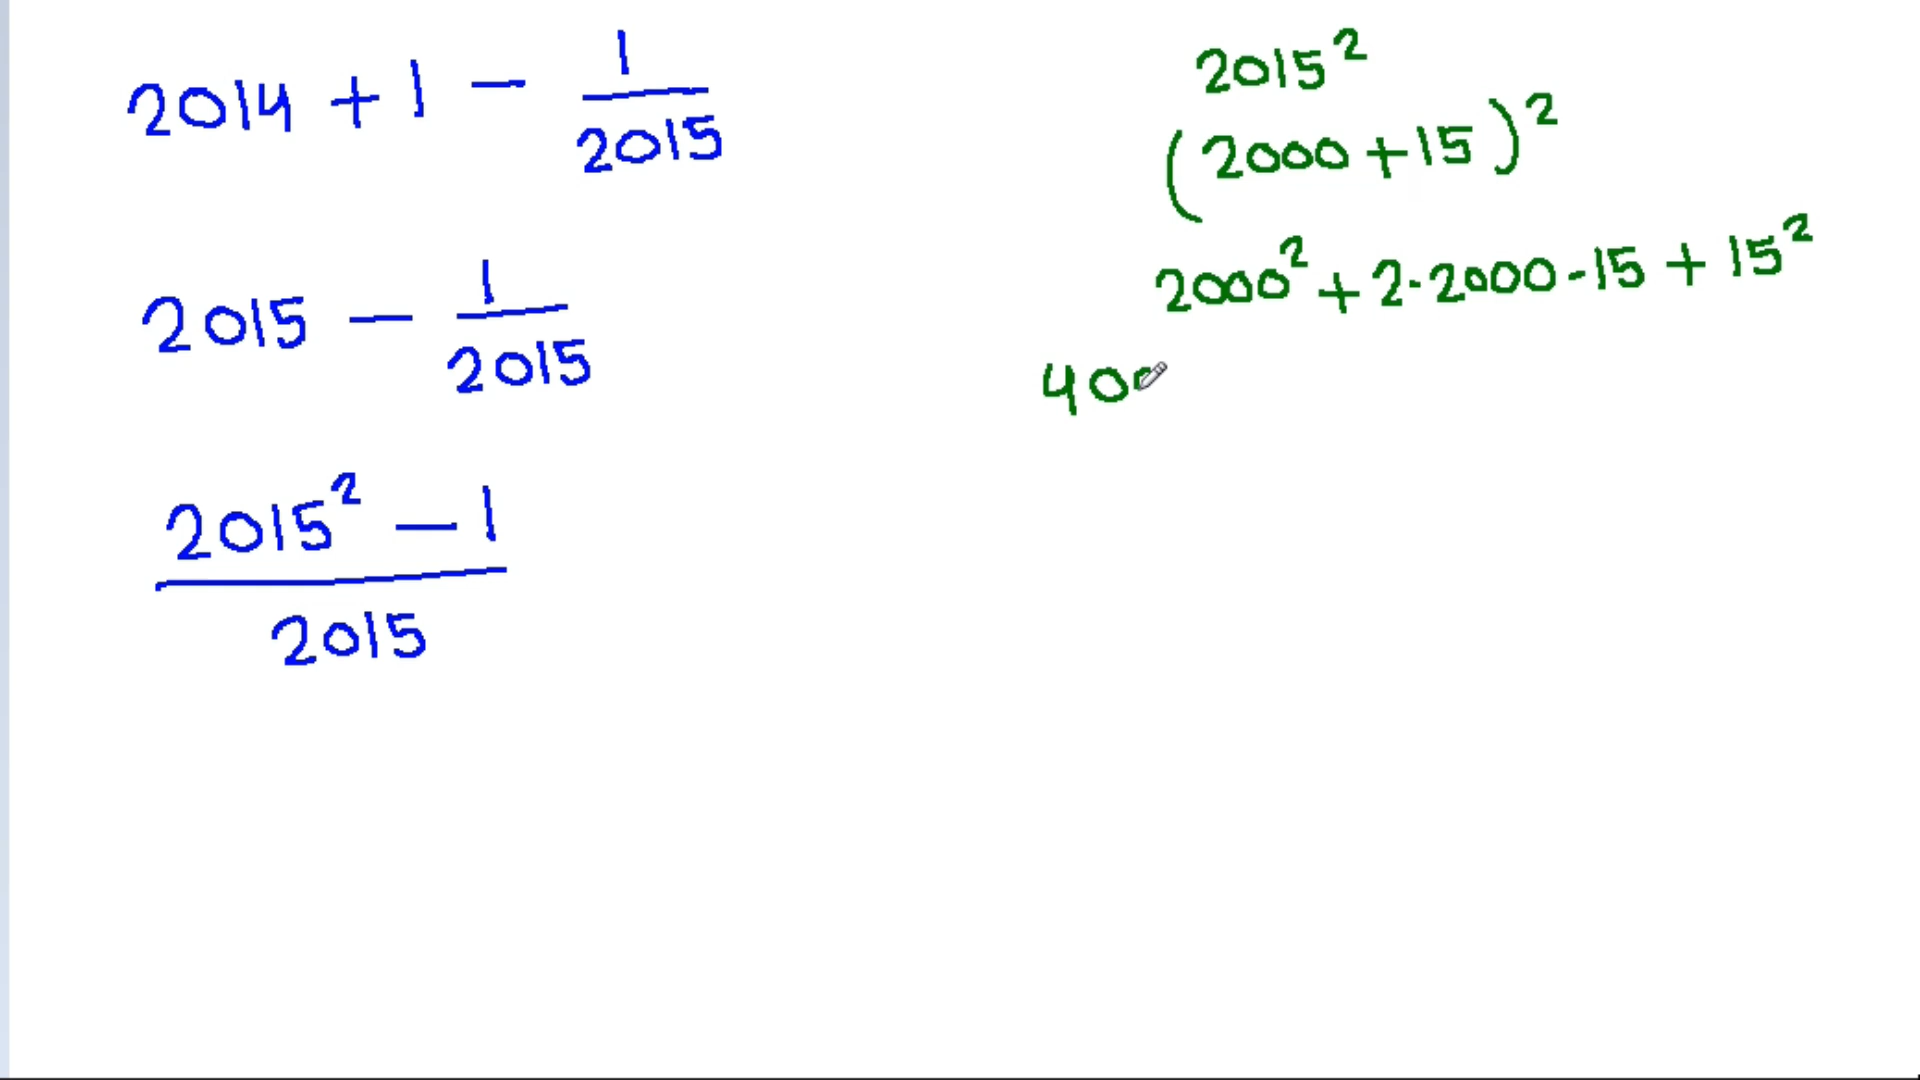 2014 + 1 - 1/2015
2015 - 1/2015
(2015² - 1)/2015
2015²
(2000 + 15)²
2000² + 2·2000·15 + 15²
400